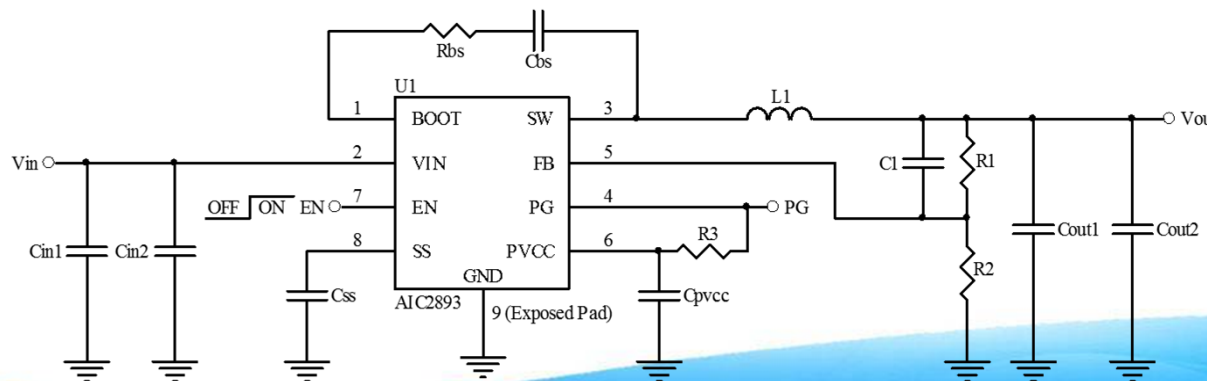 Rbs
Cbs
U1
1
BOOT
SW
3
L1
Vou
Vin
2
VIN
FB
5
C1
R1
OFF
ON
EN
7
EN
PG
4
PG
Cin1
Cin2
8
SS
PVCC
6
R3
GND
Cout1
Cout2
R2
Css
AIC2893
9 (Exposed Pad)
Cpvcc